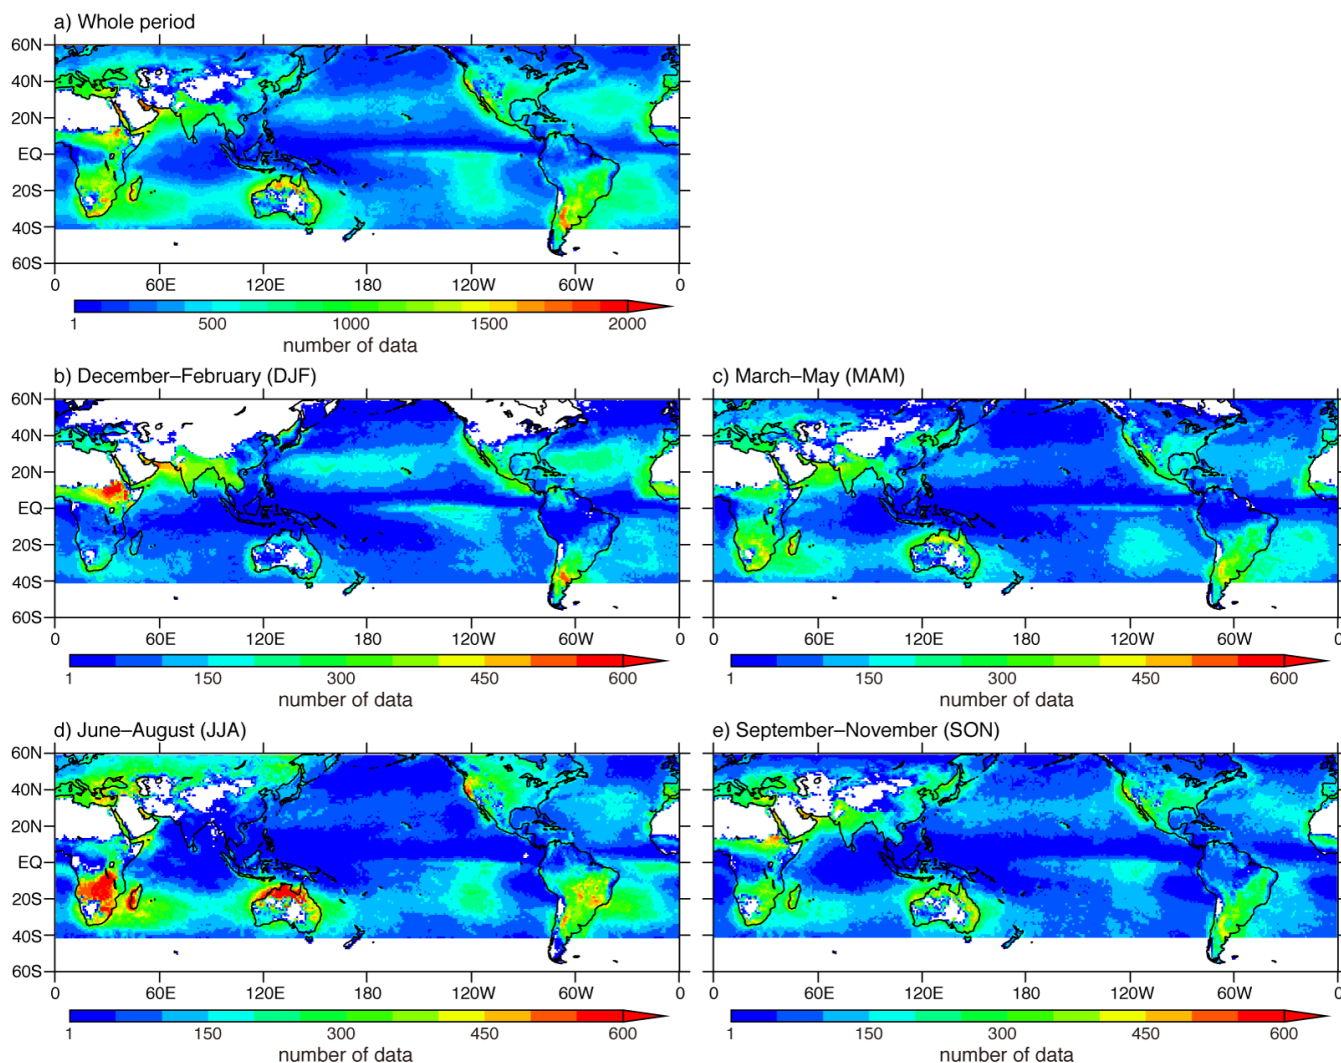 a) Whole period
60N
40N
20N
EQ
20S
40S
60S
0 60E 120E 180 120W 60W 0
1 500 1000 1500 2000
number of data
b) December–February (DJF)
60N
40N
20N
EQ
20S
40S
60S
0 60E 120E 180 120W 60W 0
1 150 300 450 600
number of data
c) March–May (MAM)
0 60E 120E 180 120W 60W 0
1 150 300 450 600
number of data
d) June–August (JJA)
60N
40N
20N
EQ
20S
40S
60S
0 60E 120E 180 120W 60W 0
1 150 300 450 600
number of data
e) September–November (SON)
0 60E 120E 180 120W 60W 0
1 150 300 450 600
number of data